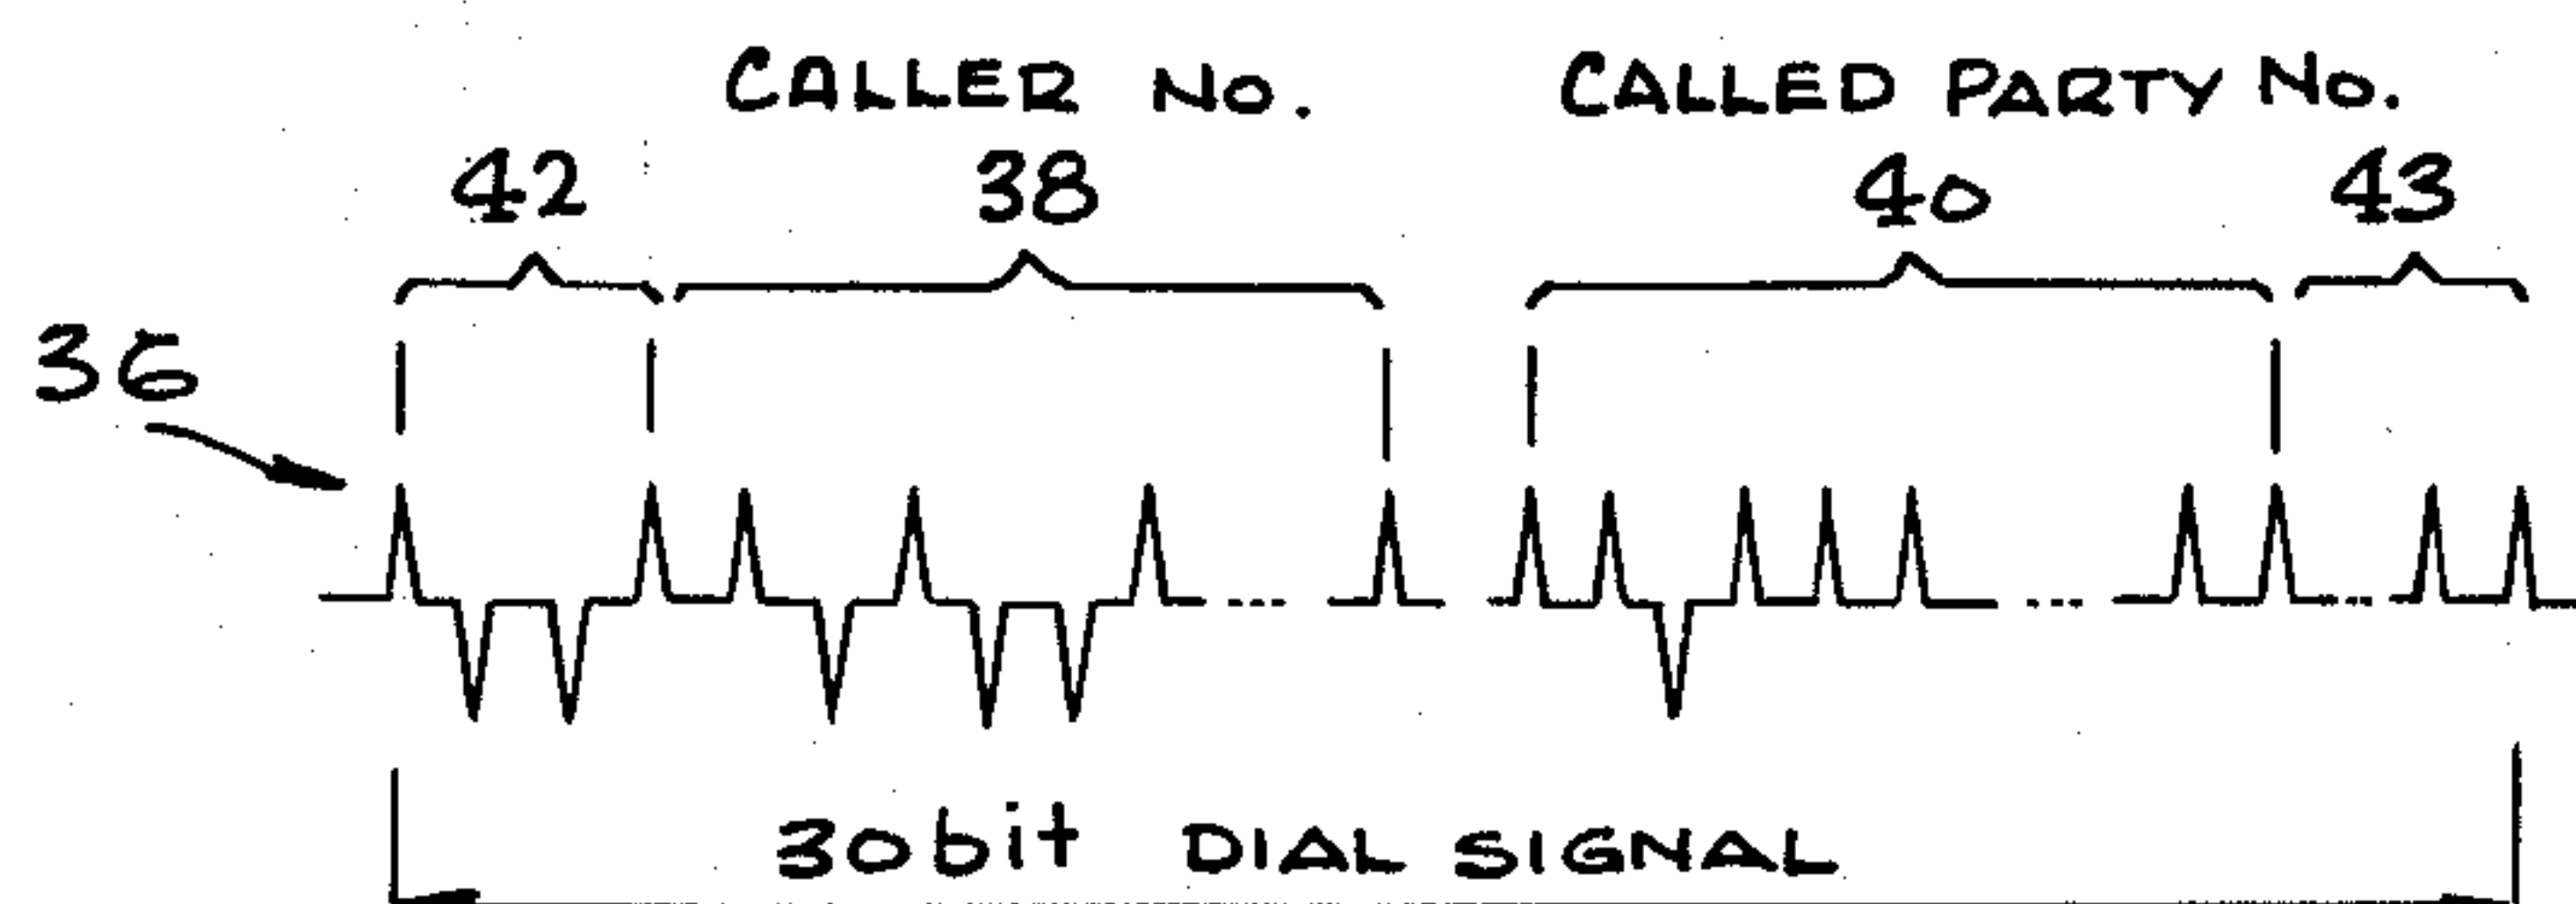 CALLER No. CALLED PARTY No.
42 38 40 43
36
30bit DIAL SIGNAL